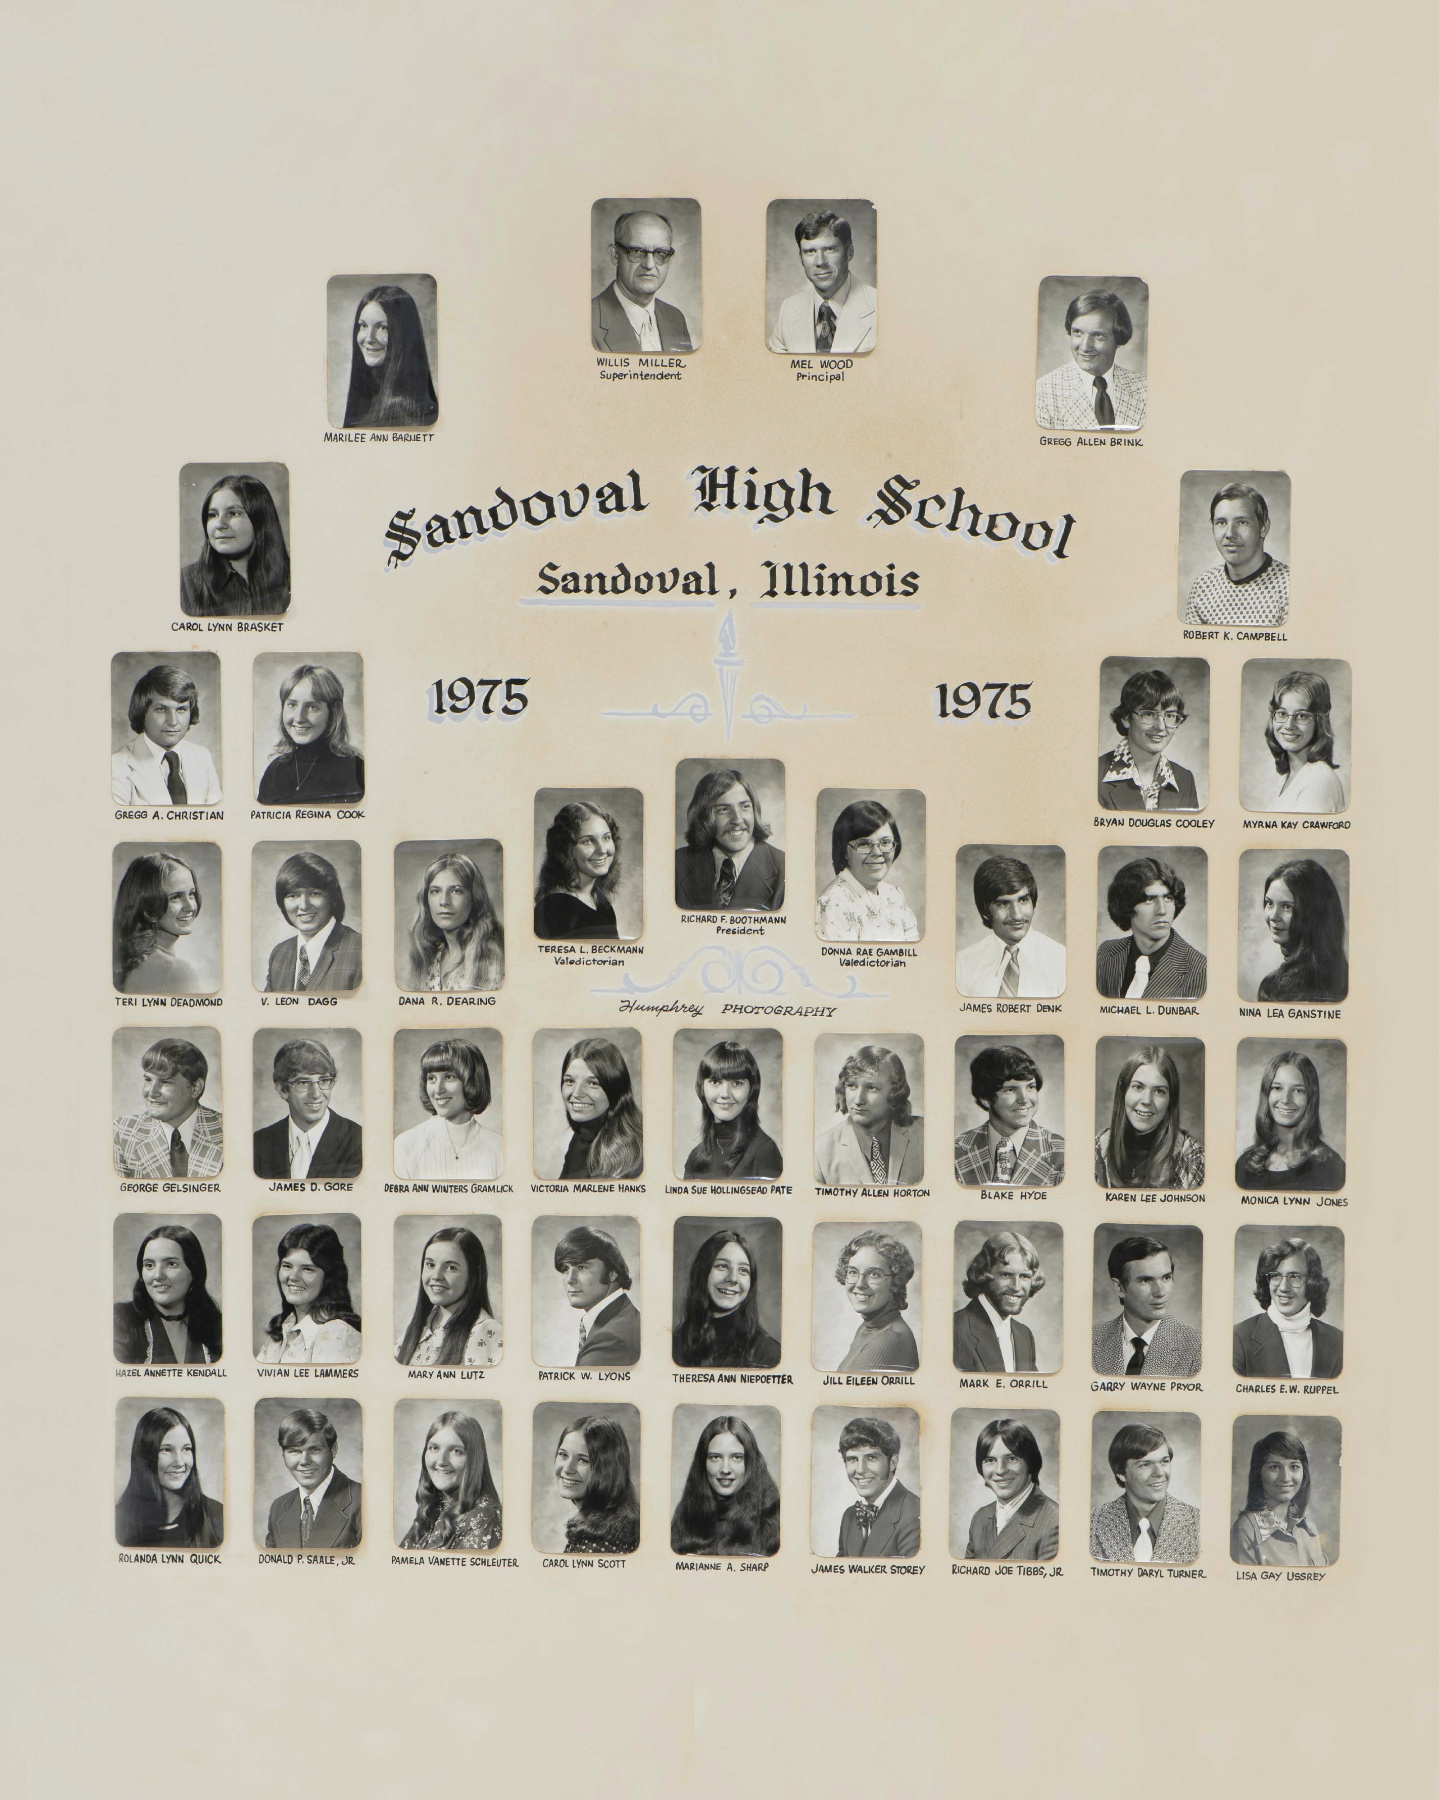 WILLIS MILLER
Superintendent
MEL WOOD
Principal
MARILEE ANN BARNETT
GREGG ALLEN BRINK
Sandoval High School
Sandoval, Illinois
CAROL LYNN BRASKET
ROBERT K. CAMPBELL
1975 1975
GREGG A. CHRISTIAN
PATRICIA REGINA COOK
BRYAN DOUGLAS COOLEY
MYRNA KAY CRAWFORD
TERESA L. BECKMANN
Valedictorian
RICHARD F. BOOTHMANN
President
DONNA RAE GAMBILL
Valedictorian
TERI LYNN DEADMOND
V. LEON DAGG
DANA R. DEARING
Humphrey PHOTOGRAPHY
JAMES ROBERT DENK
MICHAEL L. DUNBAR
NINA LEA GANSTINE
GEORGE GELSINGER
JAMES D. GORE
DEBRA ANN WINTERS GRAMLICK
VICTORIA MARLENE HANKS
LINDA SUE HOLLINGSEAD PATE
TIMOTHY ALLEN HORTON
BLAKE HYDE
KAREN LEE JOHNSON
MONICA LYNN JONES
HAZEL ANNETTE KENDALL
VIVIAN LEE LAMMERS
MARY ANN LUTZ
PATRICK W. LYONS
THERESA ANN NIEPOETTER
JILL EILEEN ORRILL
MARK E. ORRILL
GARRY WAYNE PRYOR
CHARLES E.W. RUPPEL
ROLANDA LYNN QUICK
DONALD P. SAALE, JR.
PAMELA VANETTE SCHLEUTER
CAROL LYNN SCOTT
MARIANNE A. SHARP
JAMES WALKER STOREY
RICHARD JOE TIBBS, JR.
TIMOTHY DARYL TURNER
LISA GAY USSREY